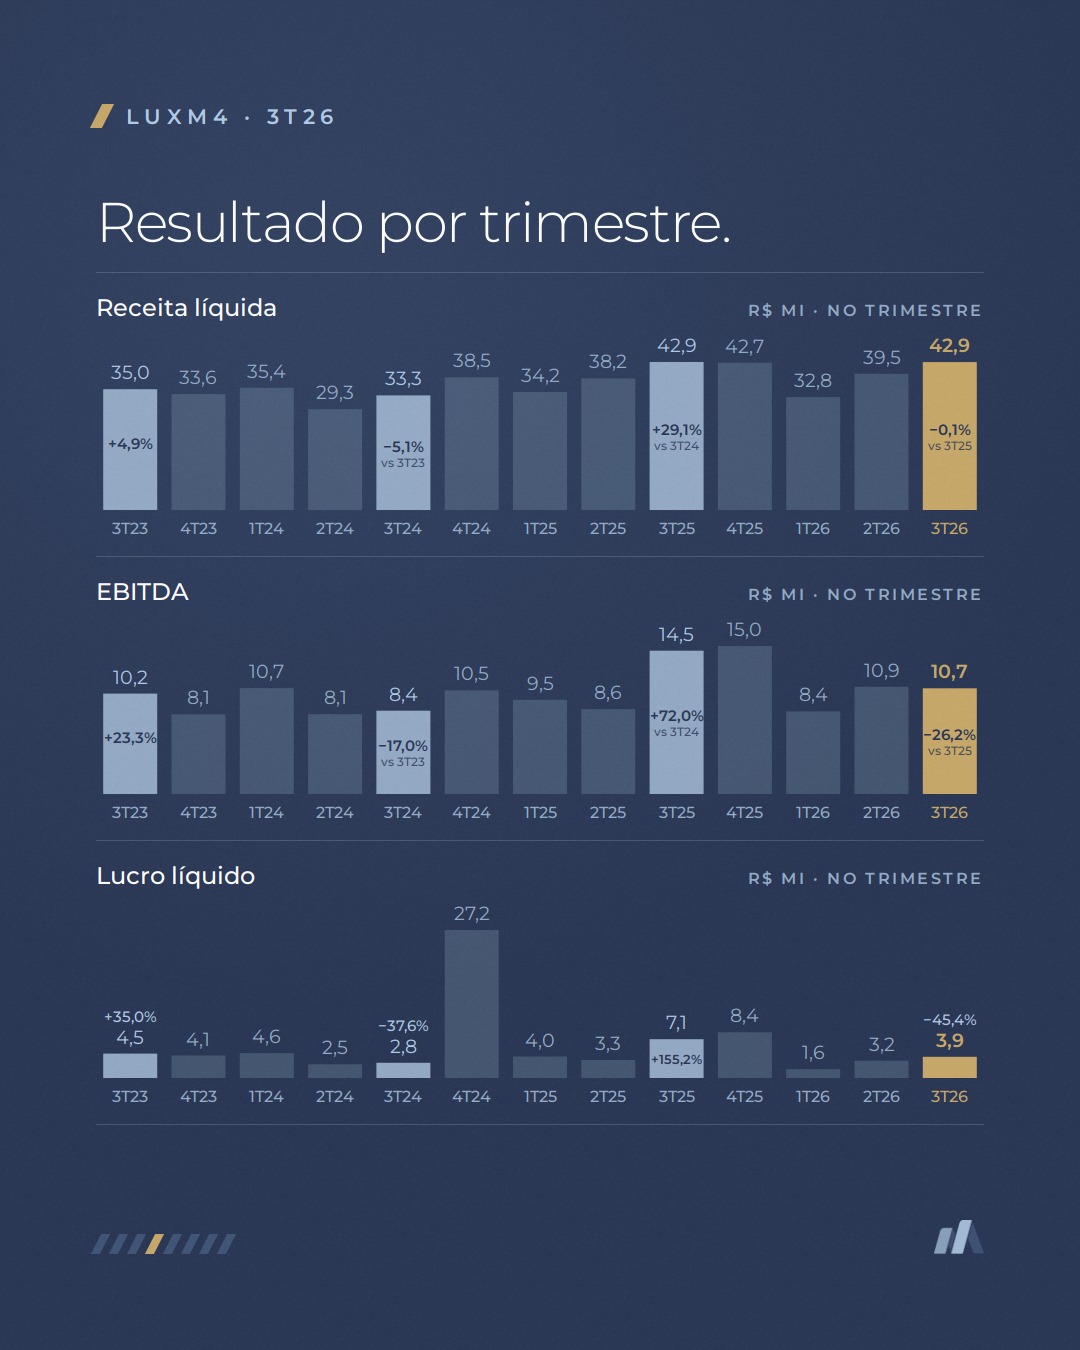 LUXM4 · 3T26
Resultado por trimestre.
Receita líquida R$ MI · NO TRIMESTRE
35,0 33,6 35,4 29,3 33,3 38,5 34,2 38,2 42,9 42,7 32,8 39,5 42,9
+4,9% −5,1% +29,1% −0,1%
vs 3T23 vs 3T24 vs 3T25
3T23 4T23 1T24 2T24 3T24 4T24 1T25 2T25 3T25 4T25 1T26 2T26 3T26
EBITDA R$ MI · NO TRIMESTRE
10,2 8,1 10,7 8,1 8,4 10,5 9,5 8,6 14,5 15,0 8,4 10,9 10,7
+23,3% −17,0% +72,0% −26,2%
vs 3T23 vs 3T24 vs 3T25
3T23 4T23 1T24 2T24 3T24 4T24 1T25 2T25 3T25 4T25 1T26 2T26 3T26
Lucro líquido R$ MI · NO TRIMESTRE
+35,0% −37,6% −45,4%
4,5 4,1 4,6 2,5 2,8 27,2 4,0 3,3 7,1 8,4 1,6 3,2 3,9
+155,2%
3T23 4T23 1T24 2T24 3T24 4T24 1T25 2T25 3T25 4T25 1T26 2T26 3T26